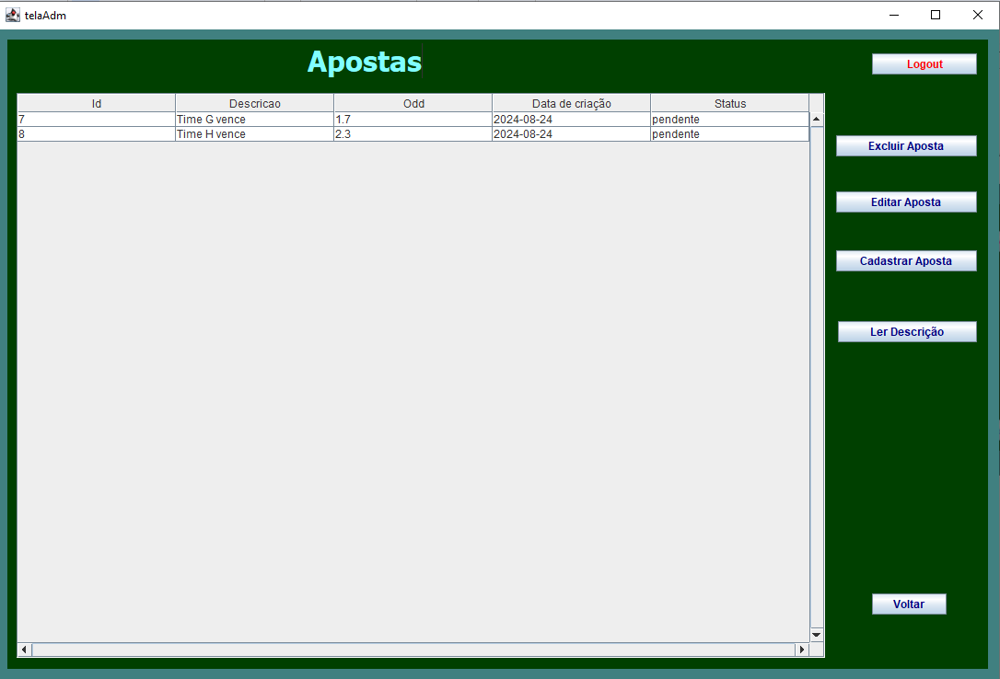 telaAdm
Apostas
Logout
Id Descricao Odd Data de criação Status
7 Time G vence 1.7 2024-08-24 pendente
8 Time H vence 2.3 2024-08-24 pendente
Excluir Aposta
Editar Aposta
Cadastrar Aposta
Ler Descrição
Voltar